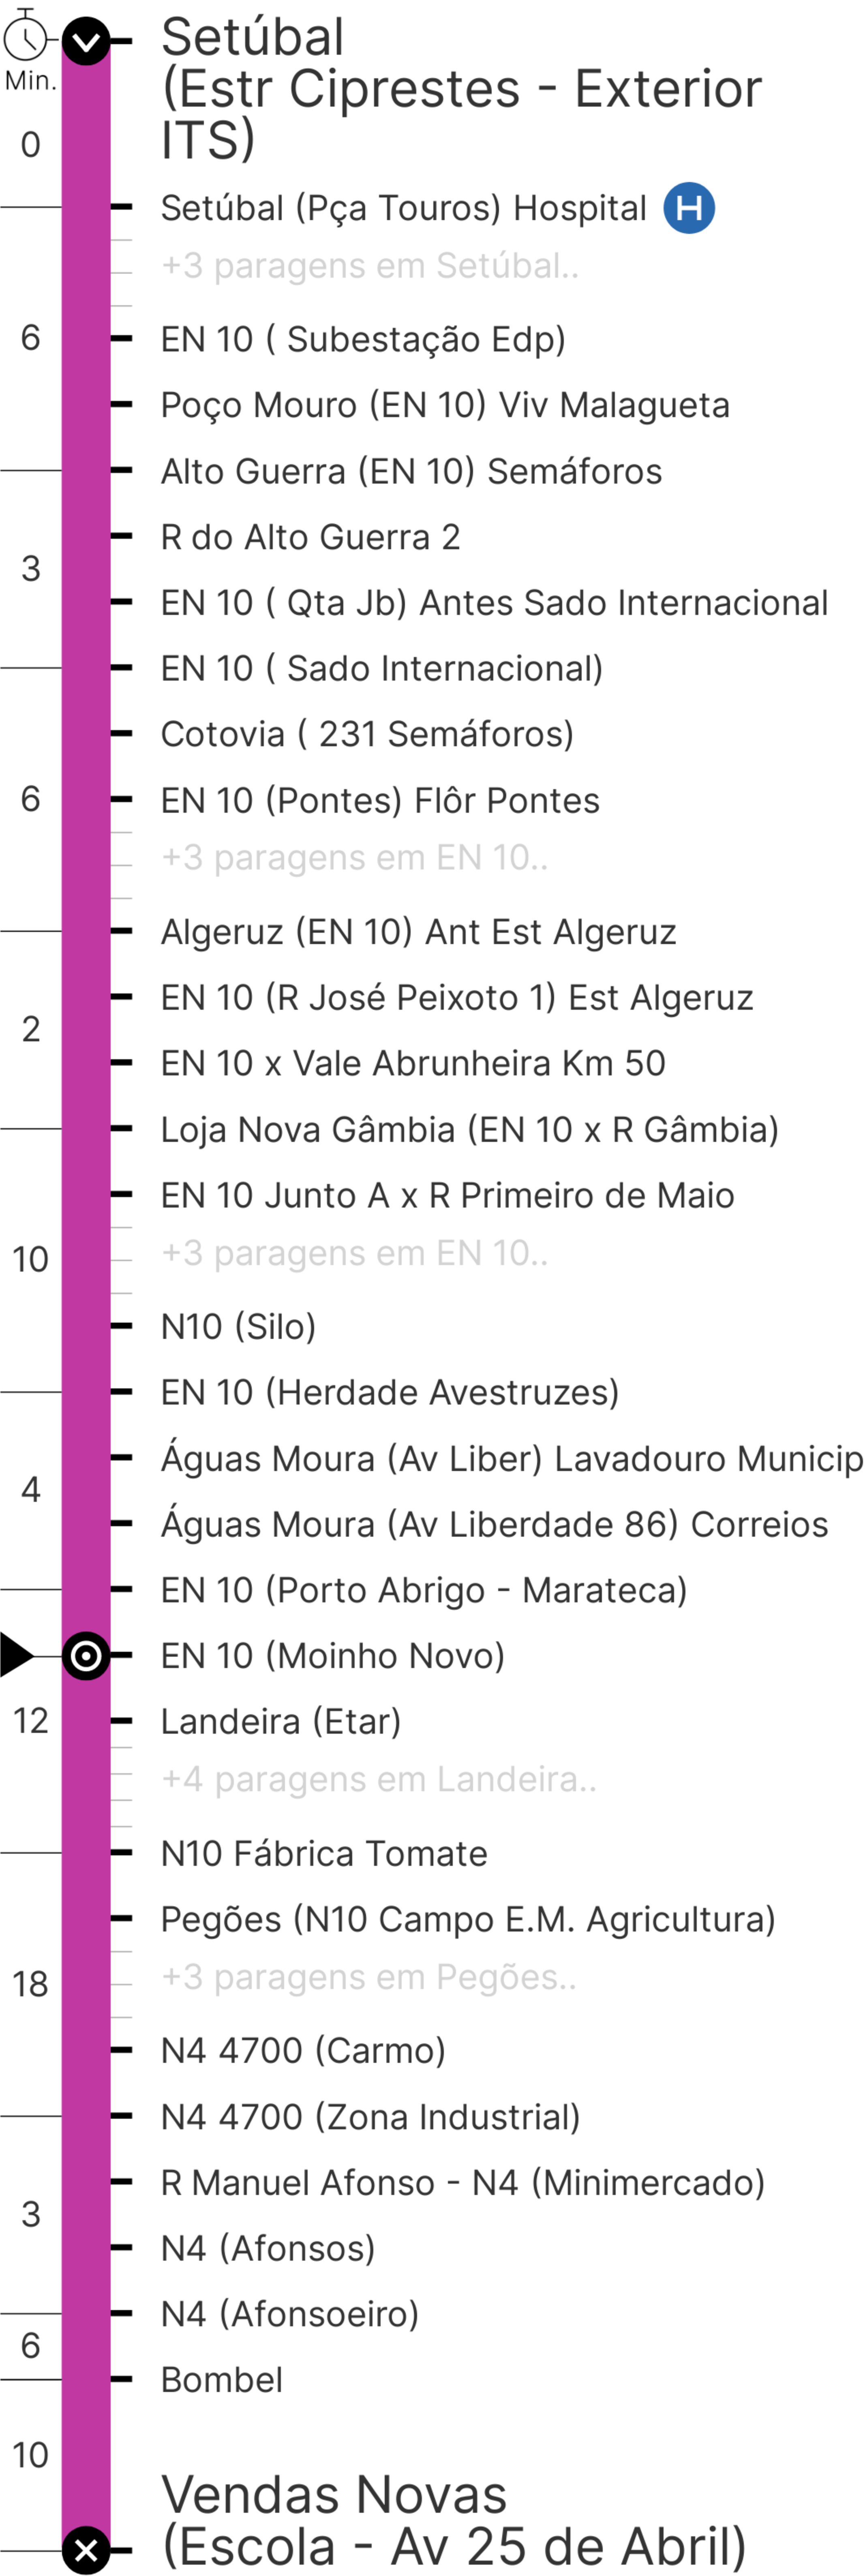 Setúbal
Min.
(Estr Ciprestes - Exterior
ITS)
0
Setúbal (Pça Touros) Hospital H
+3 paragens em Setúbal..
6
EN 10 ( Subestação Edp)
Poço Mouro (EN 10) Viv Malagueta
Alto Guerra (EN 10) Semáforos
R do Alto Guerra 2
3
EN 10 ( Qta Jb) Antes Sado Internacional
EN 10 ( Sado Internacional)
Cotovia ( 231 Semáforos)
6
EN 10 (Pontes) Flôr Pontes
+3 paragens em EN 10..
Algeruz (EN 10) Ant Est Algeruz
EN 10 (R José Peixoto 1) Est Algeruz
2
EN 10 x Vale Abrunheira Km 50
Loja Nova Gâmbia (EN 10 x R Gâmbia)
EN 10 Junto A x R Primeiro de Maio
10
+3 paragens em EN 10..
N10 (Silo)
EN 10 (Herdade Avestruzes)
Águas Moura (Av Liber) Lavadouro Municip
4
Águas Moura (Av Liberdade 86) Correios
EN 10 (Porto Abrigo - Marateca)
EN 10 (Moinho Novo)
12
Landeira (Etar)
+4 paragens em Landeira..
N10 Fábrica Tomate
Pegões (N10 Campo E.M. Agricultura)
+3 paragens em Pegões..
18
N4 4700 (Carmo)
N4 4700 (Zona Industrial)
R Manuel Afonso - N4 (Minimercado)
3
N4 (Afonsos)
N4 (Afonsoeiro)
6
Bombel
10
Vendas Novas
(Escola - Av 25 de Abril)